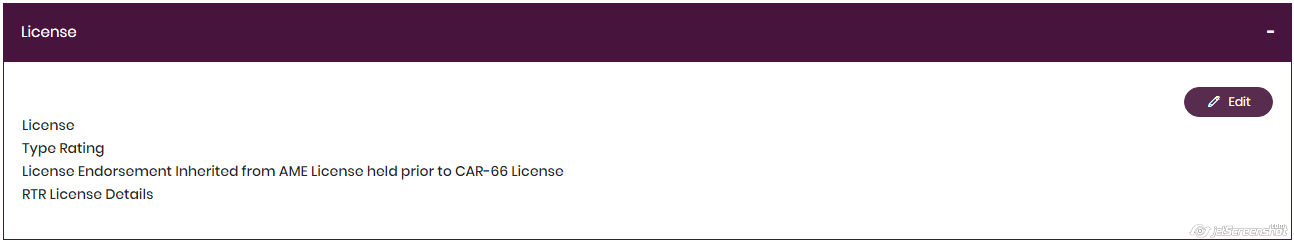 License
-
Edit
License
Type Rating
License Endorsement Inherited from AME License held prior to CAR-66 License
RTR License Details
jetScreenshot